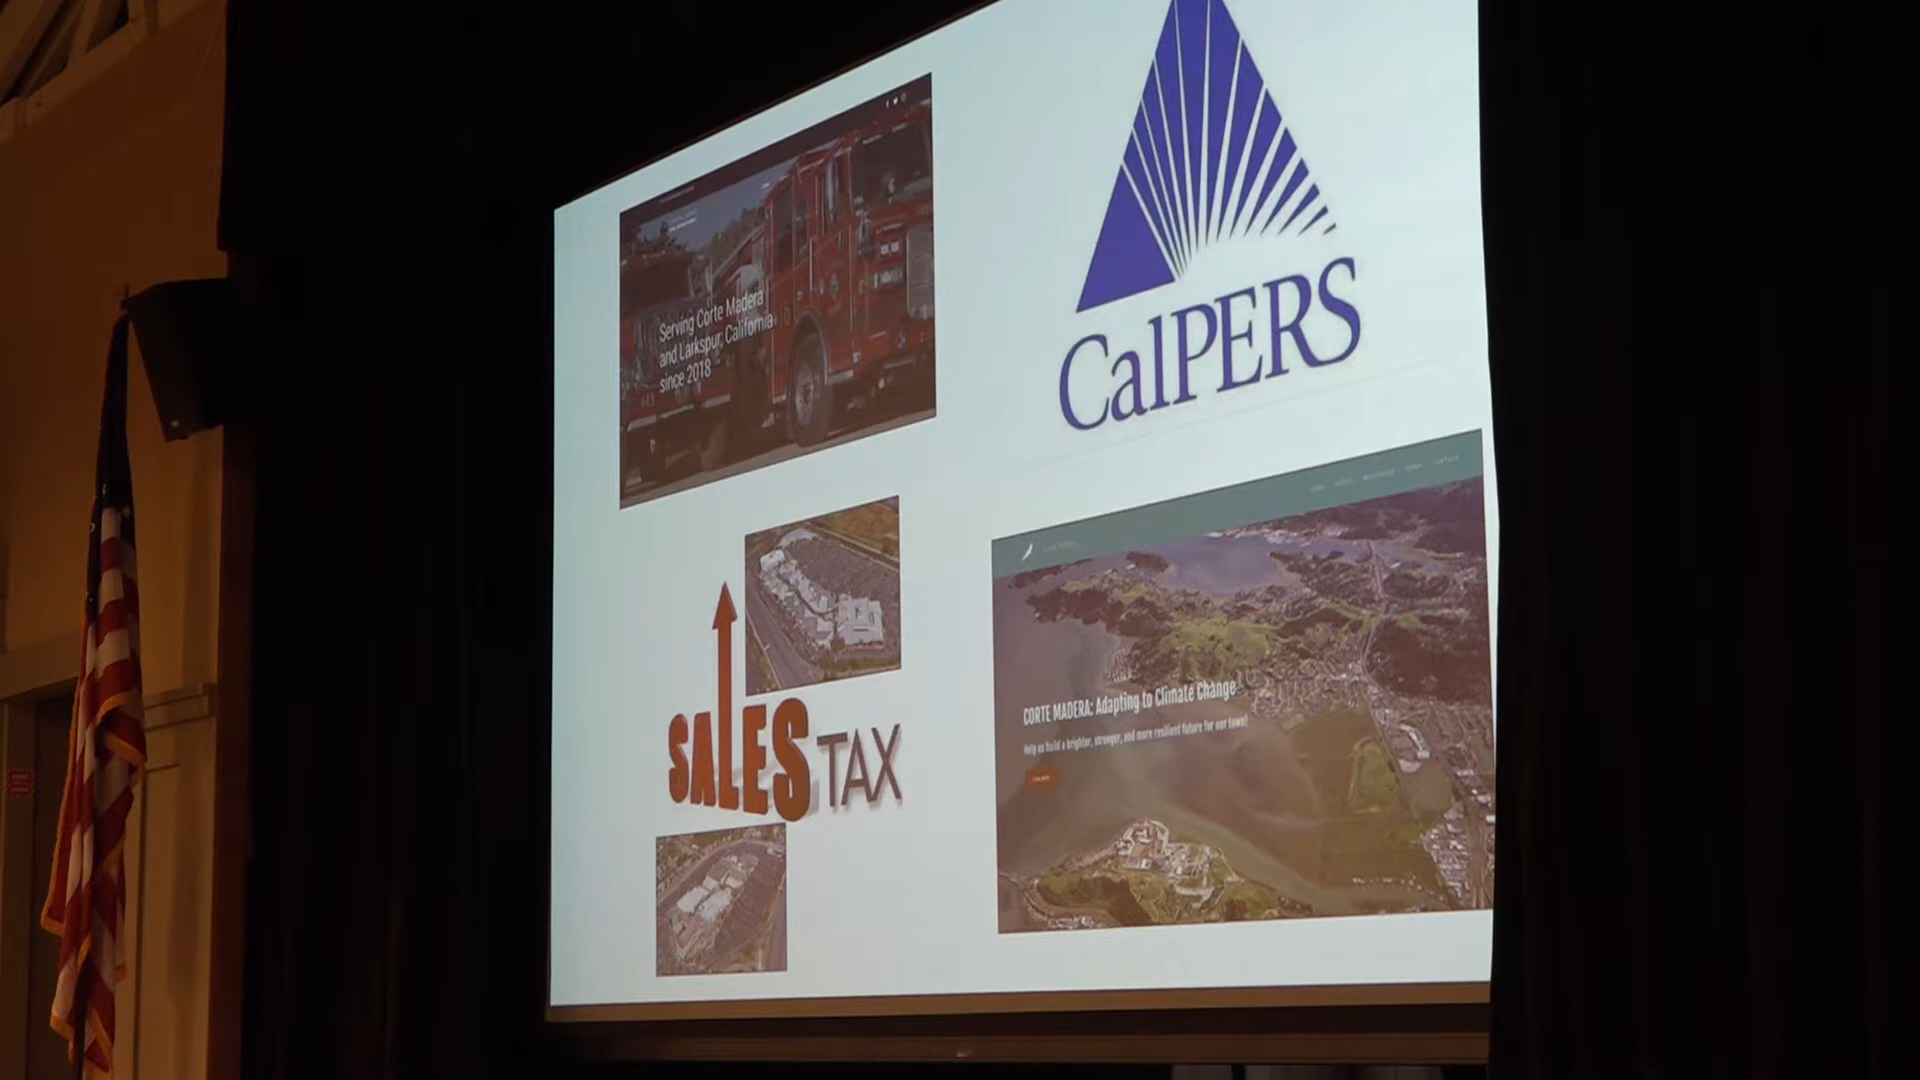 Serving Corte Madera
and Larkspur, California
since 2018
CalPERS
SALES TAX
CORTE MADERA: Adapting to Climate Change
Help us build a brighter, stronger, and more resilient future for our town!